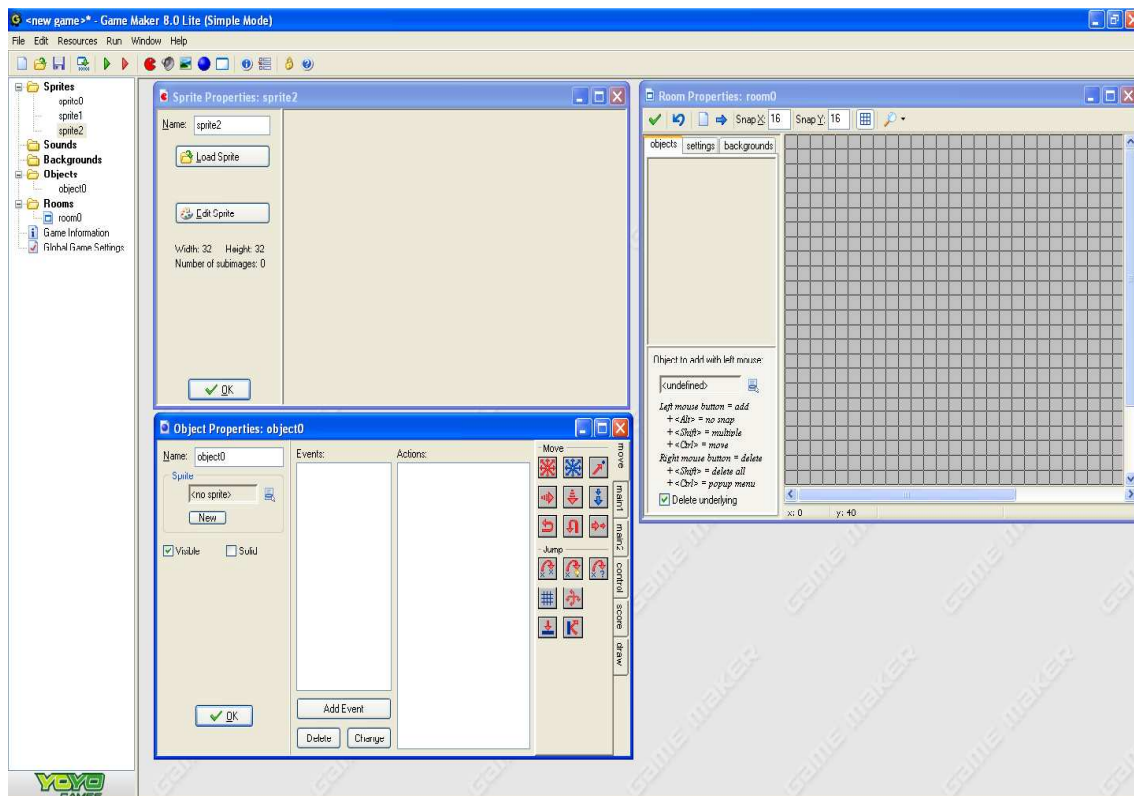 <new game>* - Game Maker 8.0 Lite (Simple Mode)
File Edit Resources Run Window Help
Sprites
sprite0
sprite1
sprite2
Sounds
Backgrounds
Objects
object0
Rooms
room0
Game Information
Global Game Settings
YOYO
GAMES
Sprite Properties: sprite2
Name: sprite2
Load Sprite
Edit Sprite
Width: 32 Height: 32
Number of subimages: 0
OK
Object Properties: object0
Name: object0
Sprite
<no sprite>
New
Visible Solid
OK
Events:
Add Event
Delete Change
Actions:
Move
Jump
move
main1
main2
control
score
draw
Room Properties: room0
Snap X: 16 Snap Y: 16
objects settings backgrounds
Object to add with left mouse:
<undefined>
Left mouse button = add
+ <Alt> = no snap
+ <Shift> = multiple
+ <Ctrl> = move
Right mouse button = delete
+ <Shift> = delete all
+ <Ctrl> = popup menu
Delete underlying
x: 0 y: 40
GAME MAKER